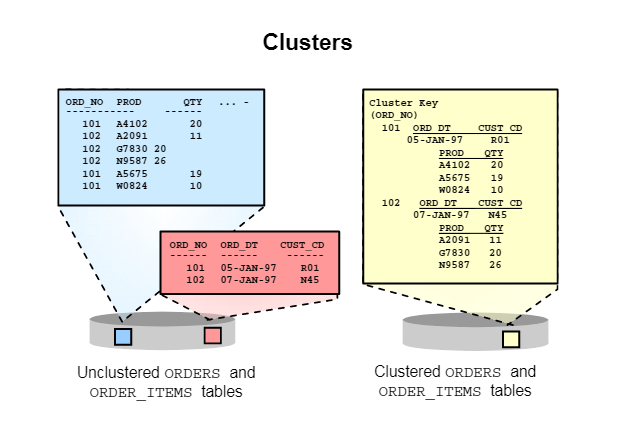 Clusters
ORD_NO PROD QTY ... -
----------- ------
101 A4102 20
102 A2091 11
102 G7830 20
102 N9587 26
101 A5675 19
101 W0824 10
ORD_NO ORD_DT CUST_CD
------ ------ ------
101 05-JAN-97 R01
102 07-JAN-97 N45
Unclustered ORDERS and
ORDER_ITEMS tables
Cluster Key
(ORD_NO)
101 ORD_DT CUST_CD
05-JAN-97 R01
PROD QTY
A4102 20
A5675 19
W0824 10
102 ORD_DT CUST_CD
07-JAN-97 N45
PROD QTY
A2091 11
G7830 20
N9587 26
Clustered ORDERS and
ORDER_ITEMS tables